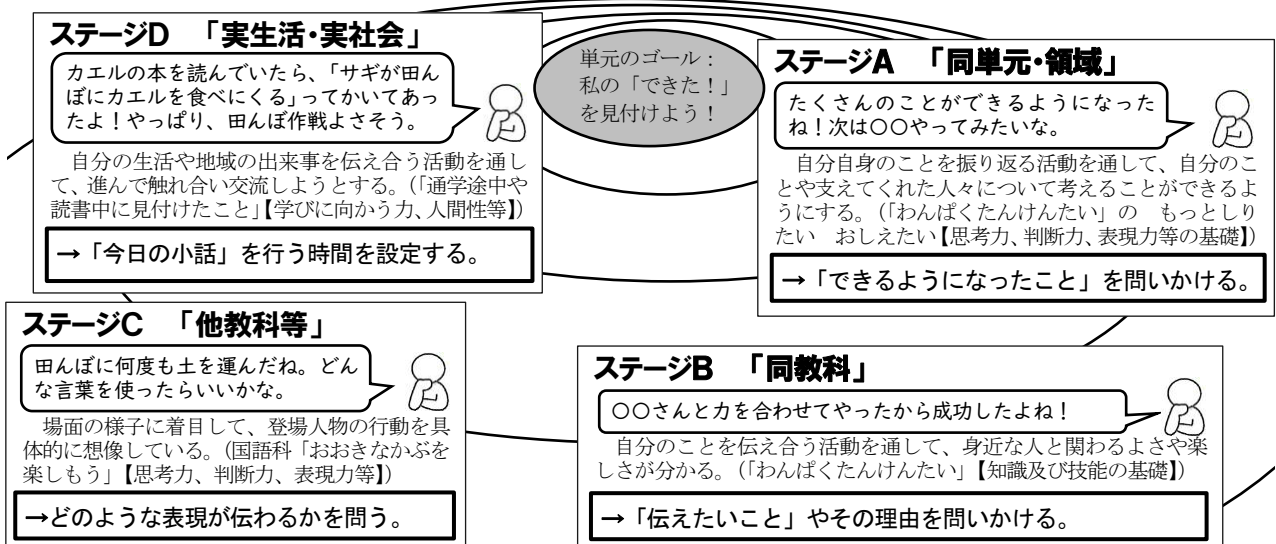 ステージD 「実生活・実社会」
カエルの本を読んでいたら、「サギが田ん
ぼにカエルを食べにくる」ってかいてあっ
たよ！やっぱり、田んぼ作戦よさそう。
自分の生活や地域の出来事を伝え合う活動を通し
て、進んで触れ合い交流しようとする。(「通学途中や
読書中に見付けたこと」【学びに向かう力、人間性等】)
→「今日の小話」を行う時間を設定する。
単元のゴール：
私の「できた！」
を見付けよう！
ステージA 「同単元・領域」
たくさんのことができるようになった
ね！次は〇〇やってみたいな。
自分自身のことを振り返る活動を通して、自分のこ
とや支えてくれた人々について考えることができるよ
うにする。(「わんぱくたんけんたい」の もっとしり
たい おしえたい【思考力、判断力、表現力等の基礎】)
→「できるようになったこと」を問いかける。
ステージC 「他教科等」
田んぼに何度も土を運んだね。どん
な言葉を使ったらいいかな。
場面の様子に着目して、登場人物の行動を具
体的に想像している。(国語科「おおきなかぶを
楽しもう」【思考力、判断力、表現力等】)
→どのような表現が伝わるかを問う。
ステージB 「同教科」
〇〇さんと力を合わせてやったから成功したよね！
自分のことを伝え合う活動を通して、身近な人と関わるよさや楽
しさが分かる。(「わんぱくたんけんたい」【知識及び技能の基礎】)
→「伝えたいこと」やその理由を問いかける。